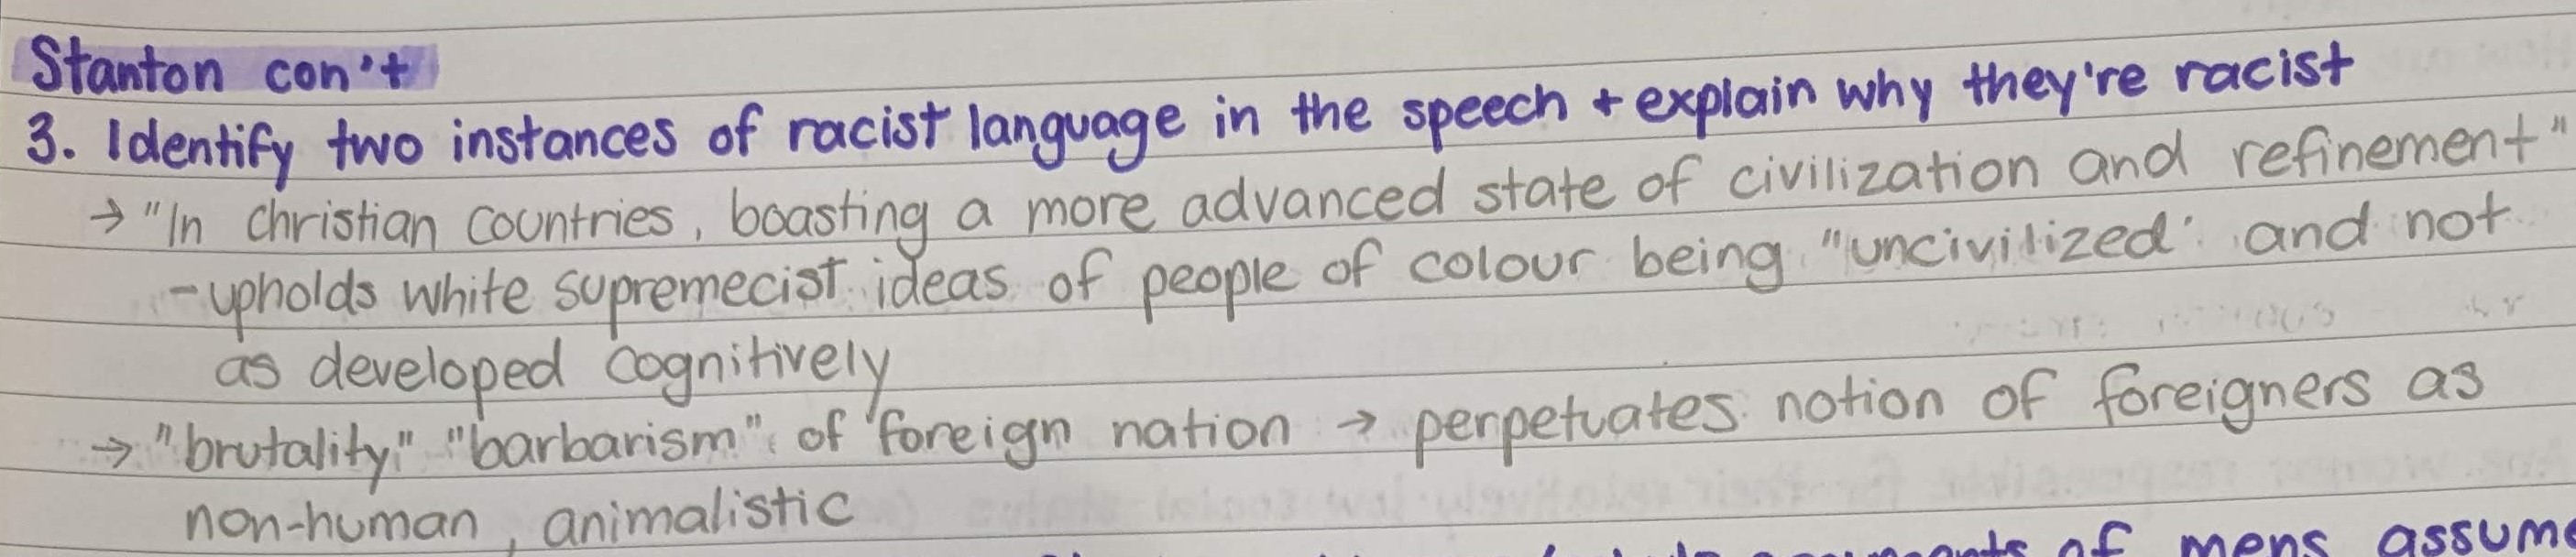 Stanton con't
3. Identify two instances of racist language in the speech + explain why they're racist
→ "In christian countries, boasting a more advanced state of civilization and refinement"
- upholds white supremecist ideas of people of colour being "uncivilized" and not
as developed cognitively
→ "brutality" "barbarism" of foreign nation → perpetuates notion of foreigners as
non-human, animalistic
of mens assum